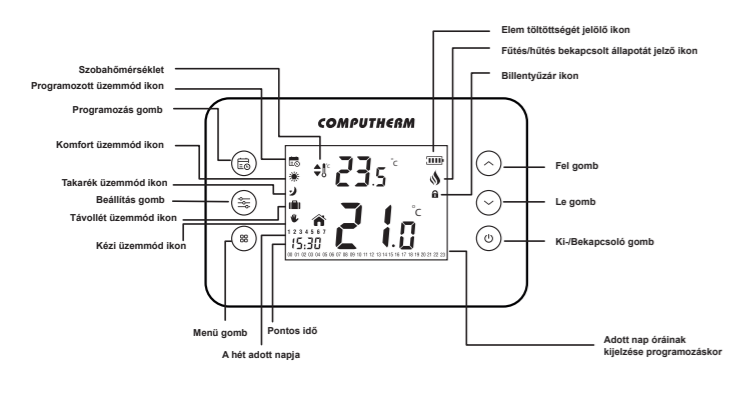 Elem töltöttségét jelölő ikon
Fűtés/hűtés bekapcsolt állapotát jelző ikon
Billentyűzár ikon
Szobahőmérséklet
Programozott üzemmód ikon
Programozás gomb
Komfort üzemmód ikon
Takarék üzemmód ikon
Beállítás gomb
Távollét üzemmód ikon
Kézi üzemmód ikon
COMPUTHERM
°C
23.5 °C
21.0 °C
1 2 3 4 5 6 7
15:30
00 01 02 03 04 05 06 07 08 09 10 11 12 13 14 15 16 17 18 19 20 21 22 23
Fel gomb
Le gomb
Ki-/Bekapcsoló gomb
Menü gomb
Pontos idő
A hét adott napja
Adott nap óráinak
kijelzése programozáskor